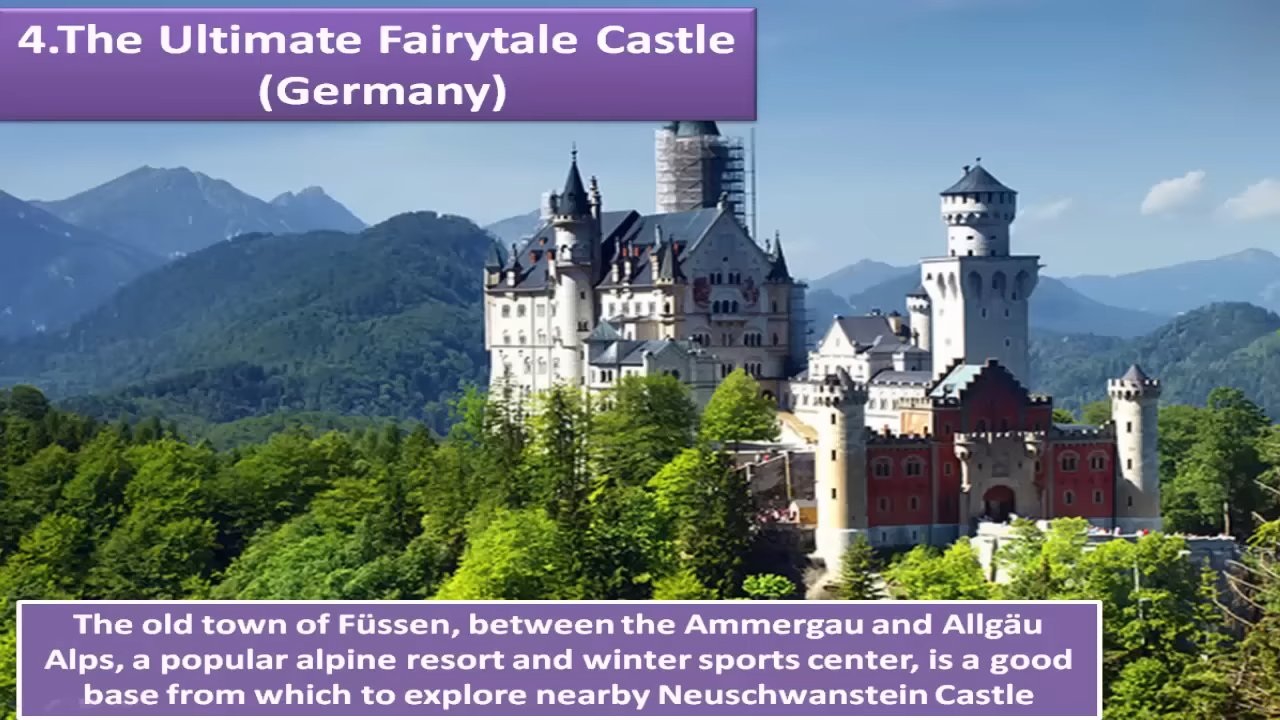 4.The Ultimate Fairytale Castle
(Germany)
The old town of Füssen, between the Ammergau and Allgäu
Alps, a popular alpine resort and winter sports center, is a good
base from which to explore nearby Neuschwanstein Castle